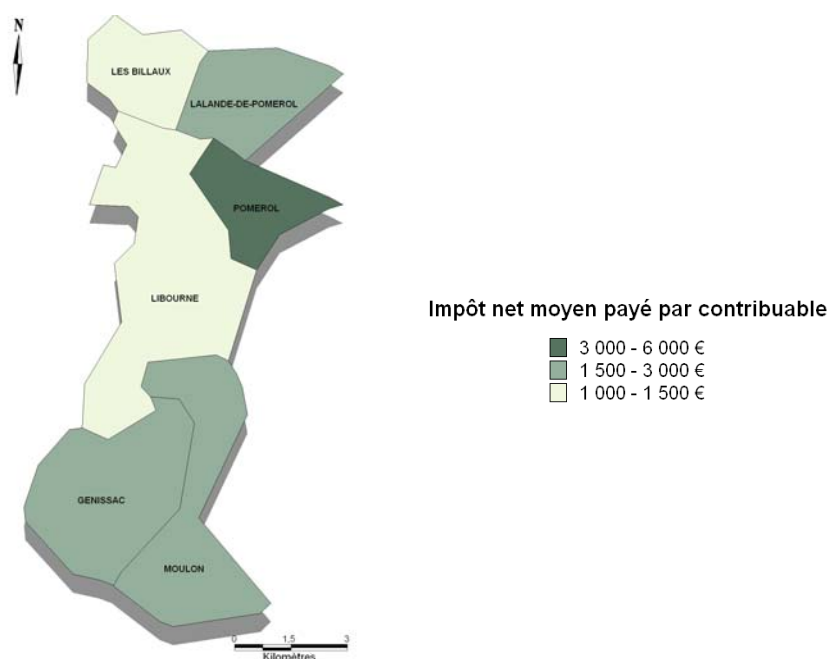 N
LES BILLAUX
LALANDE-DE-POMEROL
POMEROL
LIBOURNE
Impôt net moyen payé par contribuable
3 000 - 6 000 €
1 500 - 3 000 €
1 000 - 1 500 €
GENISSAC
MOULON
0 1,5 3
Kilomètres